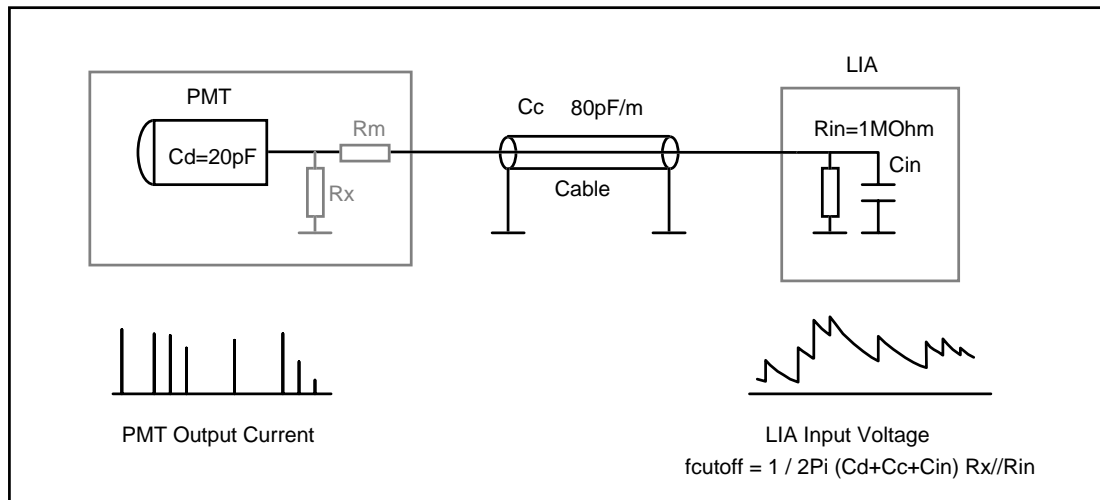 LIA
PMT
Cc 80pF/m
Rm
Rin=1MOhm
Cd=20pF
Cin
Rx
Cable
PMT Output Current
LIA Input Voltage
fcutoff = 1 / 2Pi (Cd+Cc+Cin) Rx//Rin